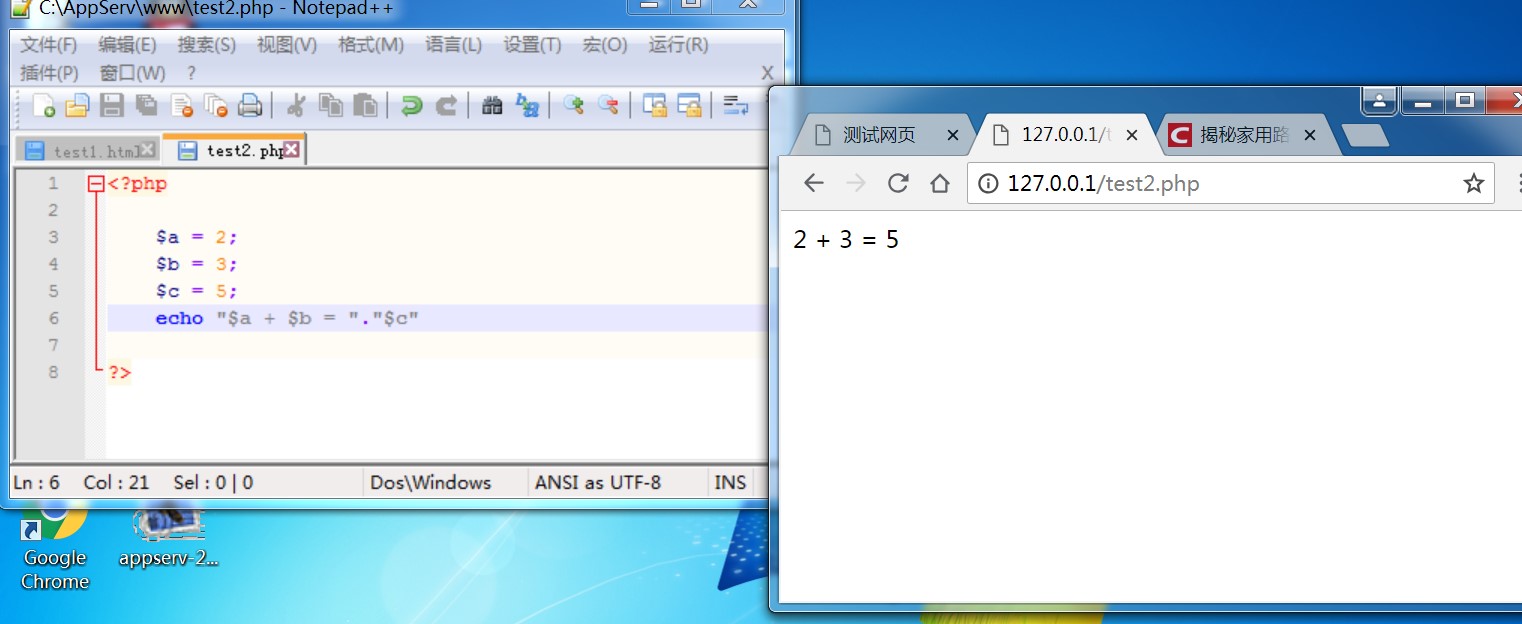 C:\AppServ\www\test2.php - Notepad++
文件(F) 编辑(E) 搜索(S) 视图(V) 格式(M) 语言(L) 设置(T) 宏(O) 运行(R)
插件(P) 窗口(W) ? X
test1.html test2.php
1 <?php
2
3 $a = 2;
4 $b = 3;
5 $c = 5;
6 echo "$a + $b = "."$c"
7
8 ?>
Ln : 6 Col : 21 Sel : 0 | 0 Dos\Windows ANSI as UTF-8 INS
Google
Chrome
appserv-2...
测试网页 127.0.0.1/t 揭秘家用路
127.0.0.1/test2.php
2 + 3 = 5